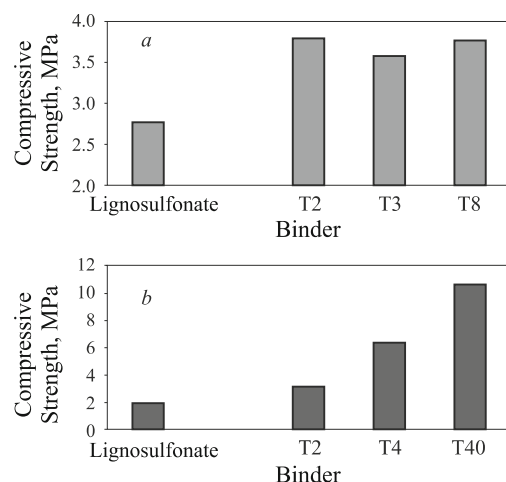 4.0
a
3.5
3.0
2.5
2.0
Compressive
Strength, MPa
Lignosulfonate T2 T3 T8
Binder
12
b
10
8
6
4
2
0
Compressive
Strength, MPa
Lignosulfonate T2 T4 T40
Binder